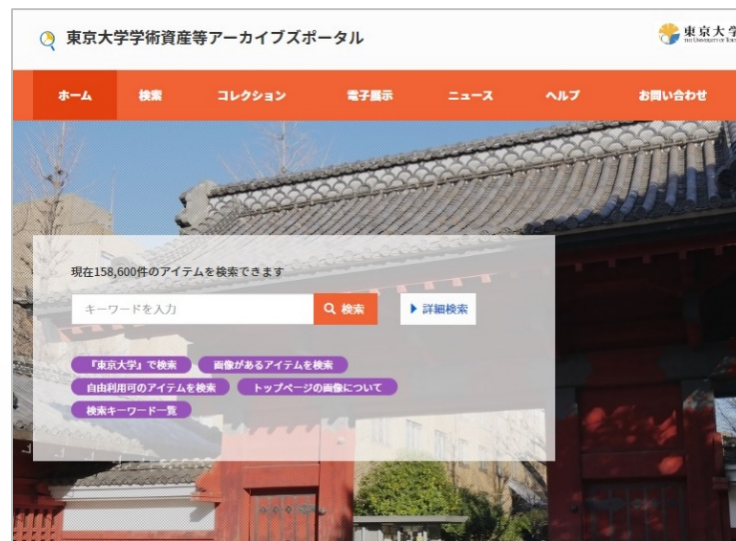 東京大学学術資産等アーカイブズポータル
東京大学
ホーム 検索 コレクション 電子展示 ニュース ヘルプ お問い合わせ
現在158,600件のアイテムを検索できます
キーワードを入力 検索 詳細検索
『東京大学』で検索 画像があるアイテムを検索
自由利用可のアイテムを検索 トップページの画像について
検索キーワード一覧